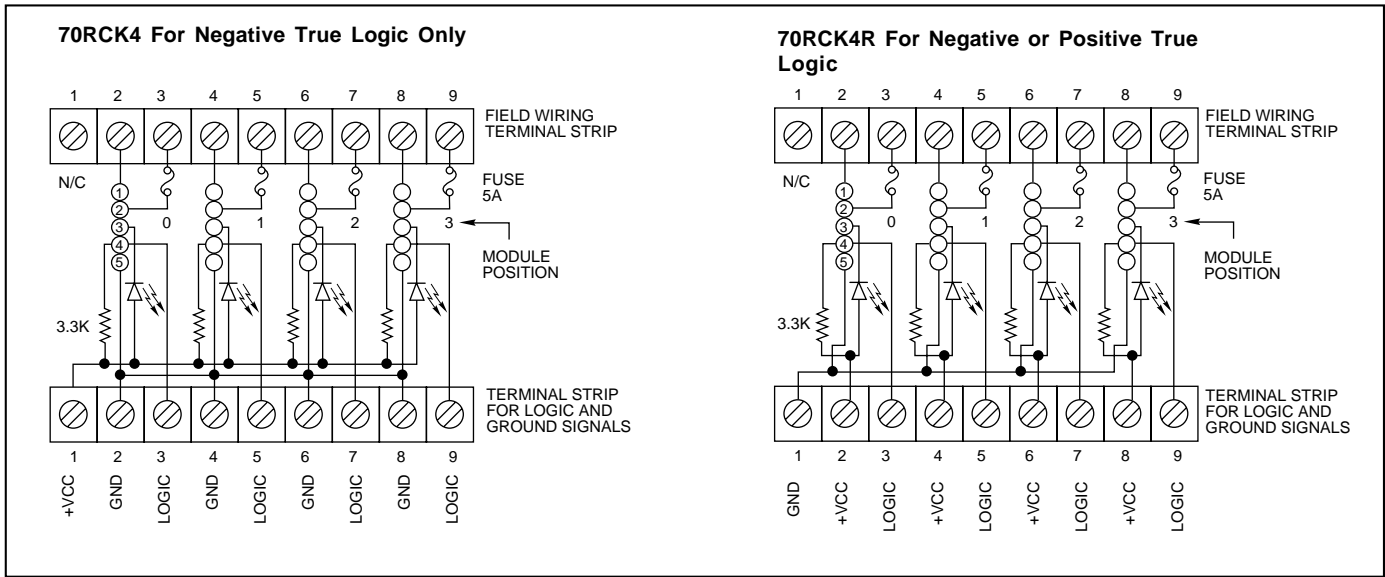 70RCK4 For Negative True Logic Only
1 2 3 4 5 6 7 8 9
FIELD WIRING
TERMINAL STRIP
N/C
FUSE
5A
1
2
3
4
5
0 1 2 3
MODULE
POSITION
3.3K
TERMINAL STRIP
FOR LOGIC AND
GROUND SIGNALS
1 2 3 4 5 6 7 8 9
+VCC GND LOGIC GND LOGIC GND LOGIC GND LOGIC
70RCK4R For Negative or Positive True
Logic
1 2 3 4 5 6 7 8 9
FIELD WIRING
TERMINAL STRIP
N/C
FUSE
5A
1
2
3
4
5
0 1 2 3
MODULE
POSITION
3.3K
TERMINAL STRIP
FOR LOGIC AND
GROUND SIGNALS
1 2 3 4 5 6 7 8 9
GND +VCC LOGIC +VCC LOGIC +VCC LOGIC +VCC LOGIC